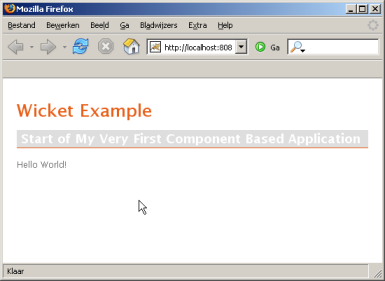 Mozilla Firefox
Bestand Bewerken Beeld Ga Bladwijzers Extra Help
http://localhost:808 Ga
Wicket Example
Start of My Very First Component Based Application
Hello World!
Klaar